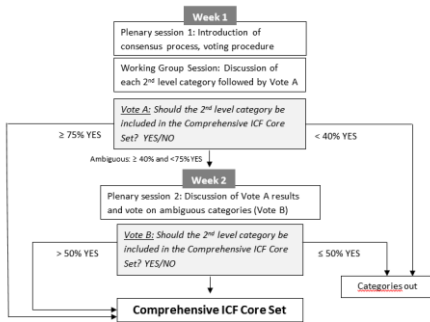 Week 1
Plenary session 1: Introduction of
consensus process, voting procedure
Working Group Session: Discussion of
each 2nd level category followed by Vote A
Vote A: Should the 2nd level category be
included in the Comprehensive ICF Core
Set? YES/NO
≥ 75% YES
< 40% YES
Ambiguous: ≥ 40% and <75% YES
Week 2
Plenary session 2: Discussion of Vote A results
and vote on ambiguous categories (Vote B)
Vote B: Should the 2nd level category be
included in the Comprehensive ICF Core
Set? YES/NO
> 50% YES
≤ 50% YES
Categories out
Comprehensive ICF Core Set